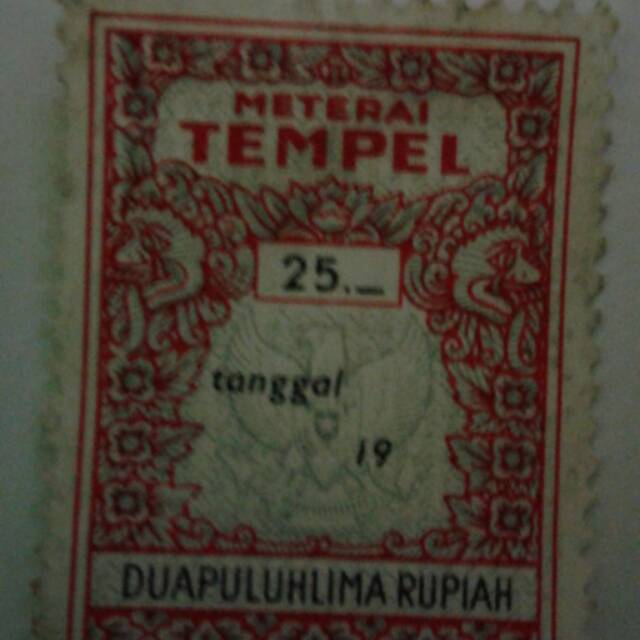 METERAI
TEMPEL
25.—
tanggal
19
DUAPULUHLIMA RUPIAH